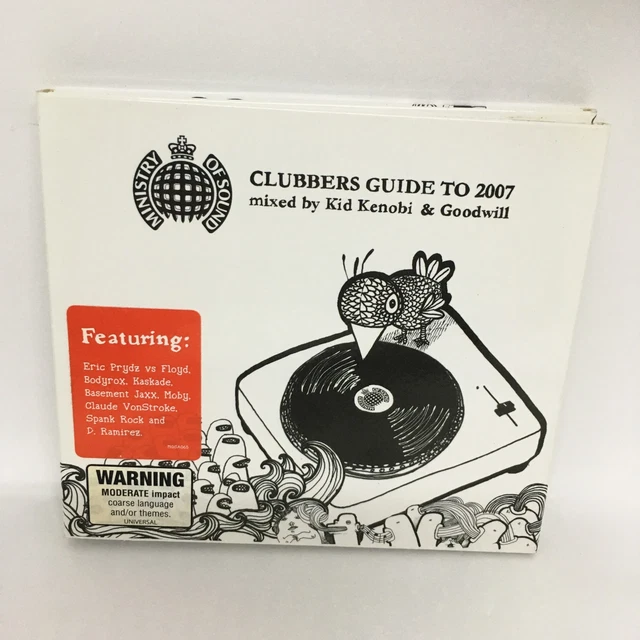 MINISTRY OF SOUND
CLUBBERS GUIDE TO 2007
mixed by Kid Kenobi & Goodwill
Featuring:
Eric Prydz vs Floyd,
Bodyrox, Kaskade,
Basement Jaxx, Moby,
Claude VonStroke,
Spank Rock and
D. Ramirez.
WARNING
MODERATE impact
coarse language
and/or themes.
UNIVERSAL